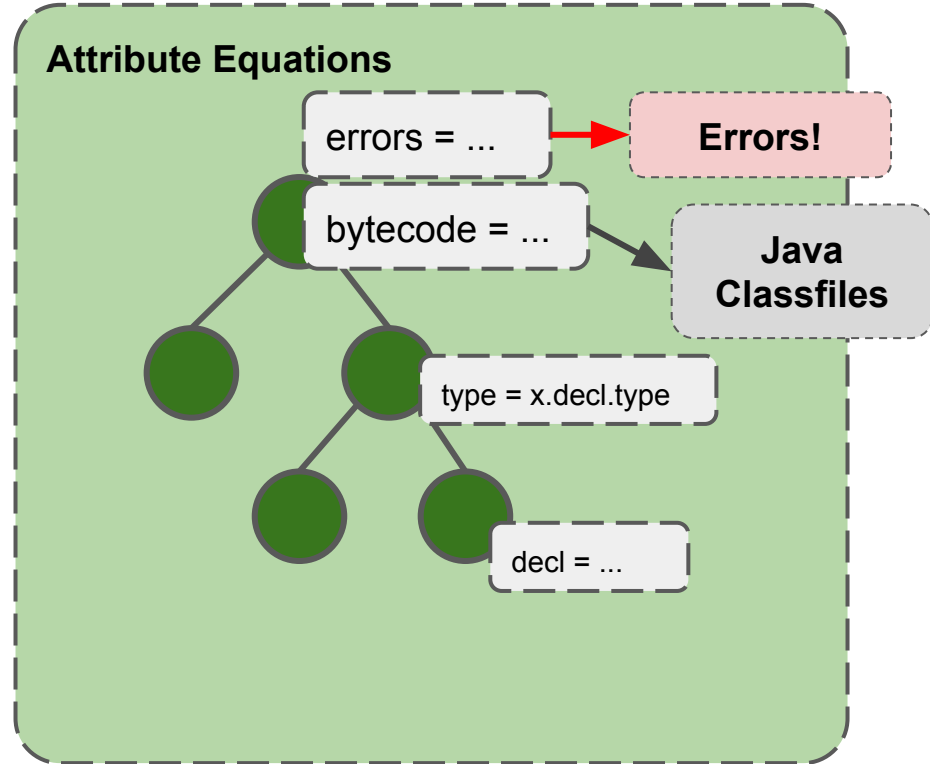 Attribute Equations
errors = ...
Errors!
bytecode = ...
Java
Classfiles
type = x.decl.type
decl = ...